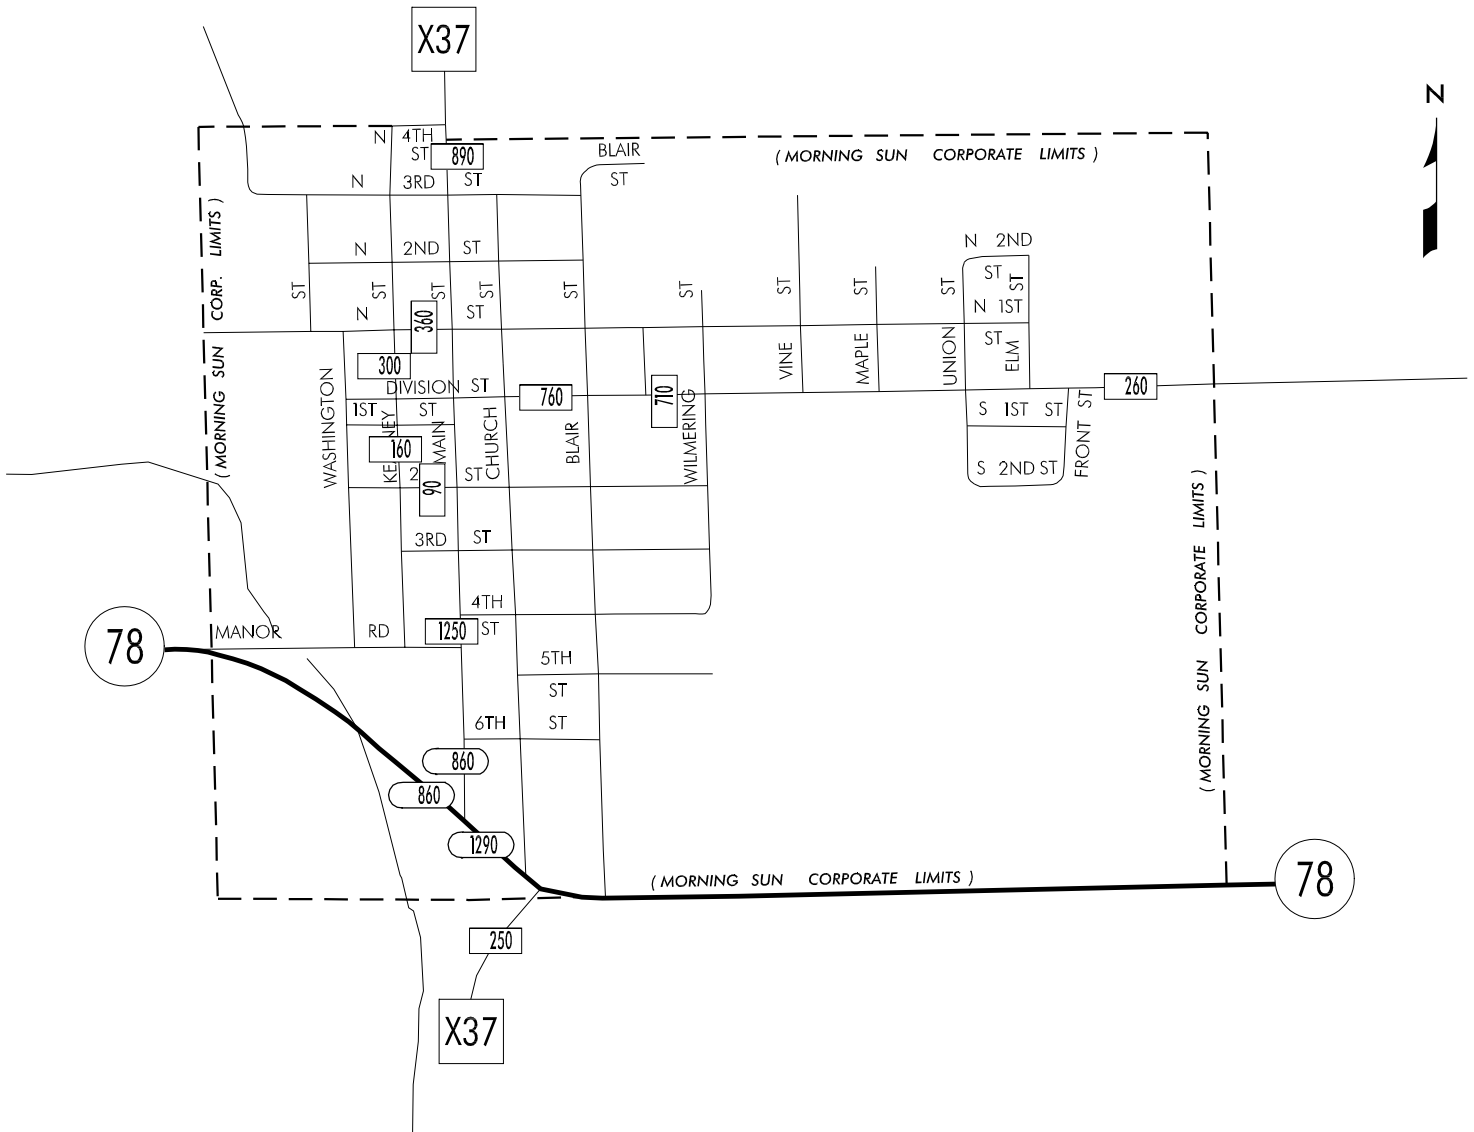 X37
N
N 4TH
ST
890
BLAIR
ST
( MORNING SUN CORPORATE LIMITS )
N 3RD ST
( MORNING SUN CORP. LIMITS )
N 2ND ST
N 2ND
ST
ST
ST
ST
ST
ST
ST
ST
ST
ST
ST
N 1ST
ST
N ST
360
300
WASHINGTON
MAIN
CHURCH
BLAIR
WILMERING
VINE
MAPLE
UNION
ELM
DIVISION ST
760
710
260
1ST ST
S 1ST ST
FRONT ST
160
90
2 ST
S 2ND ST
3RD ST
( MORNING SUN CORPORATE LIMITS )
4TH
ST
1250
MANOR RD
78
5TH
ST
6TH ST
860
860
1290
( MORNING SUN CORPORATE LIMITS )
78
250
X37